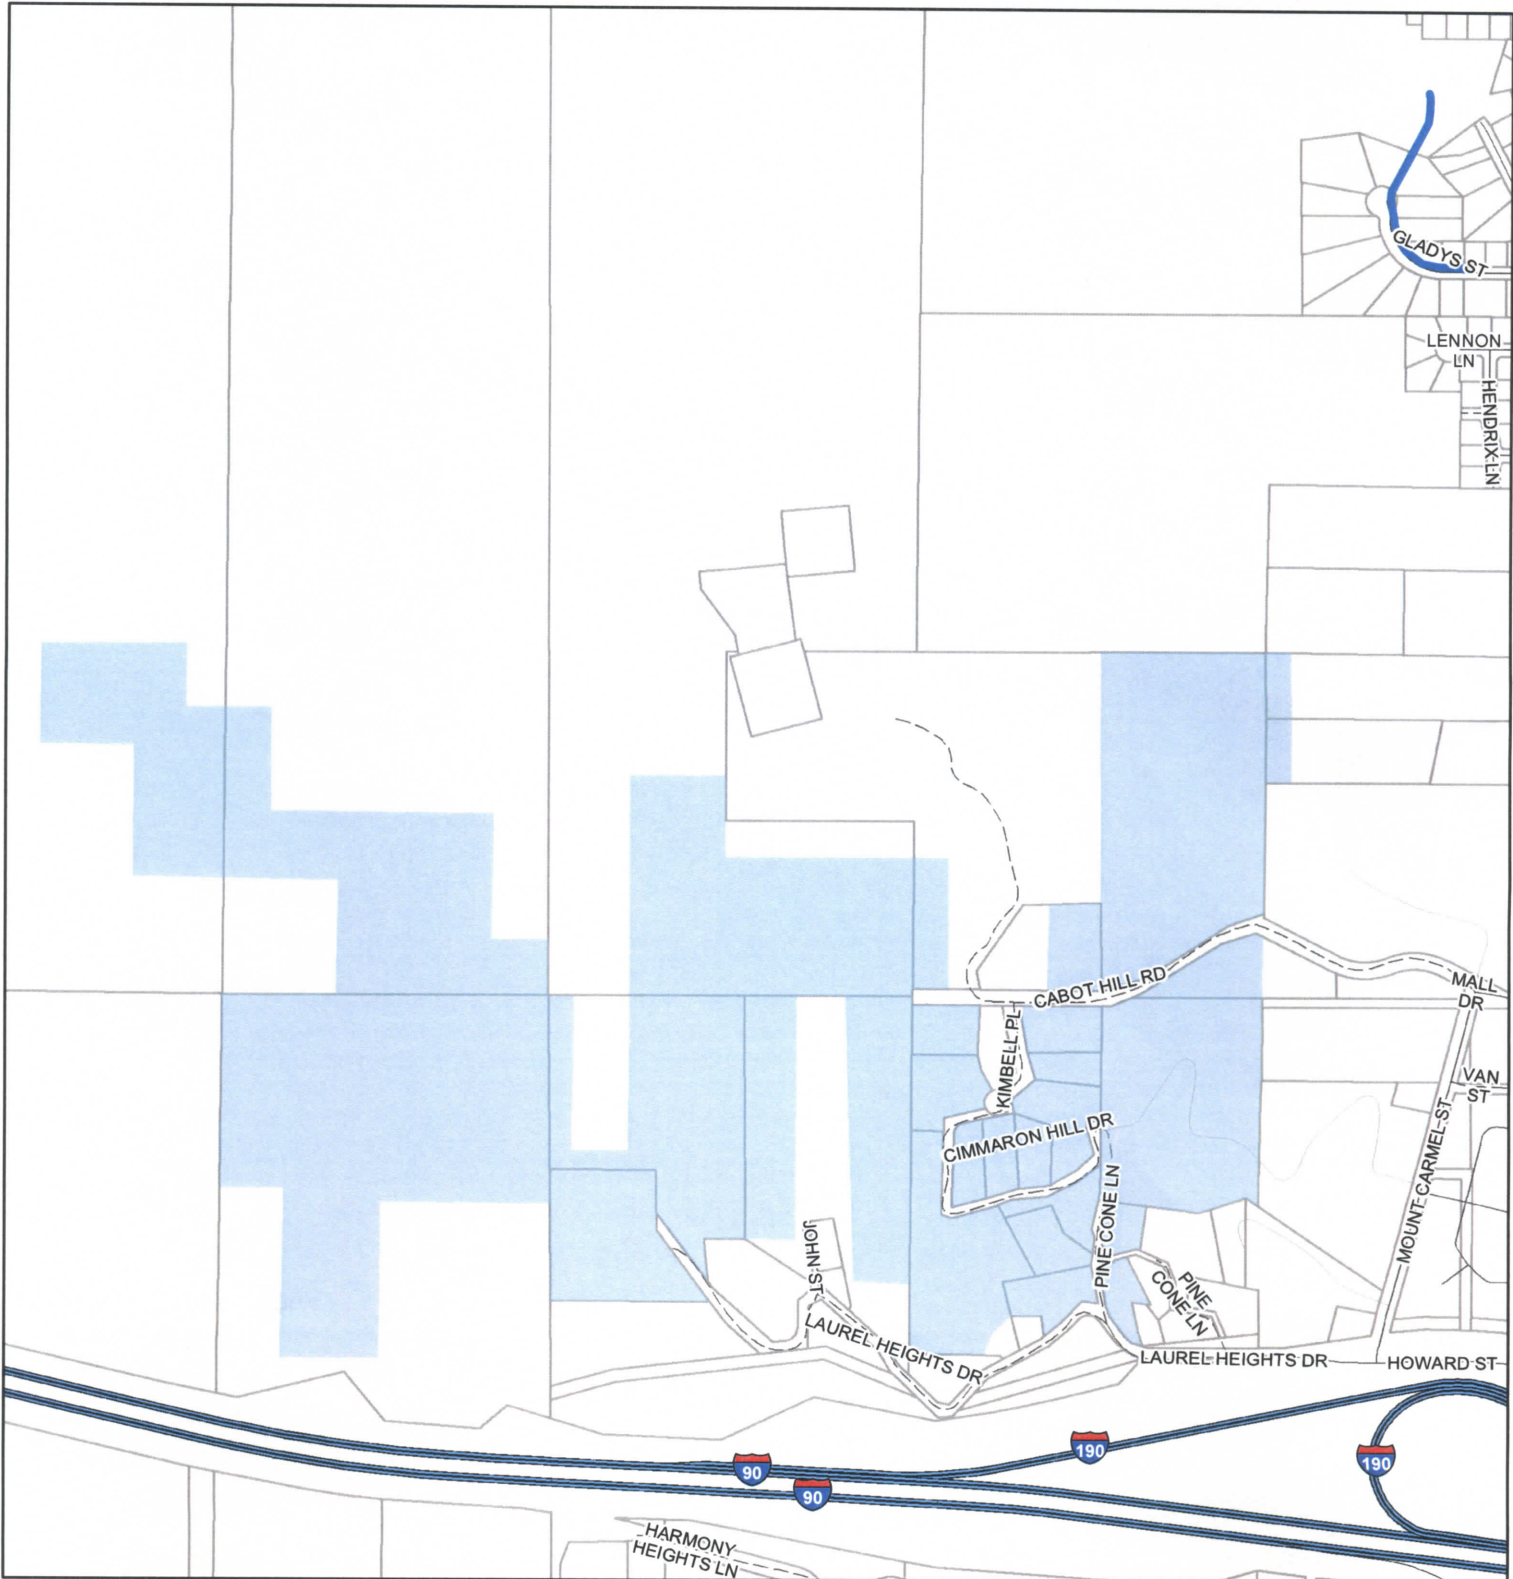 GLADYS ST
LENNON
LN
HENDRIX LN
CABOT HILL RD
MALL
DR
KIMBELL PL
VAN
ST
CIMMARON HILL DR
MOUNT CARMEL ST
PINE CONE LN
JOHN ST
PINE
CONE LN
LAUREL HEIGHTS DR
LAUREL HEIGHTS DR
HOWARD ST
190
190
90
90
HARMONY
HEIGHTS LN